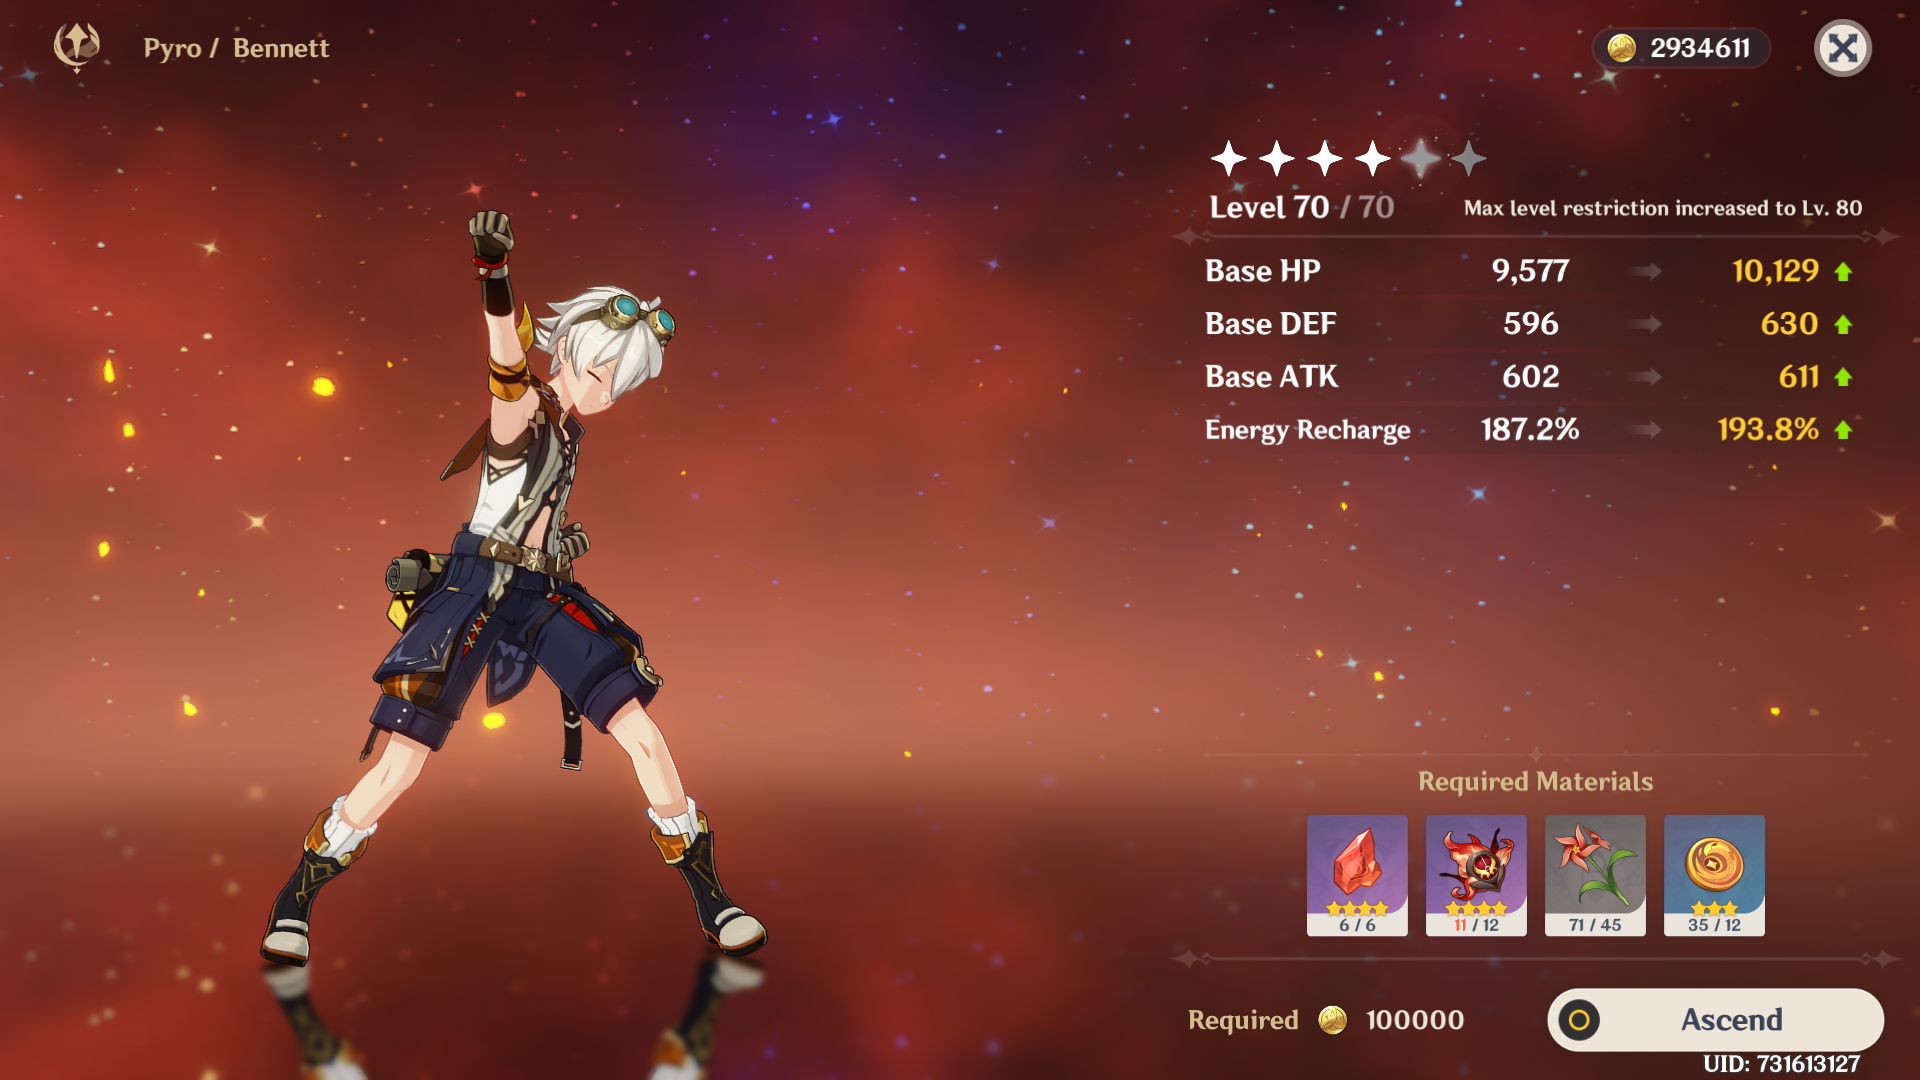 Pyro / Bennett
2934611
Level 70 / 70
Max level restriction increased to Lv. 80
Base HP 9,577 10,129
Base DEF 596 630
Base ATK 602 611
Energy Recharge 187.2% 193.8%
Required Materials
6 / 6 11 / 12 71 / 45 35 / 12
Required 100000
Ascend
UID: 731613127